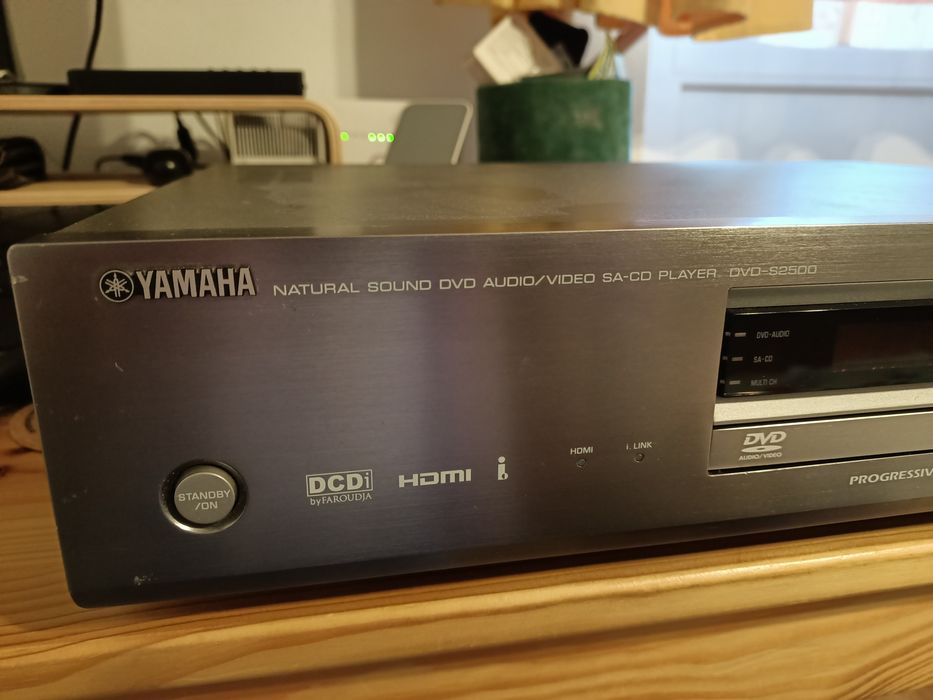 YAMAHA
NATURAL SOUND DVD AUDIO/VIDEO SA-CD PLAYER DVD-S2500
DVD-AUDIO
SA-CD
MULTI CH
DVD
AUDIO/VIDEO
PROGRESSIV
HDMI
i. LINK
STANDBY
/ON
DCDi
by FAROUDJA
HDMI
i